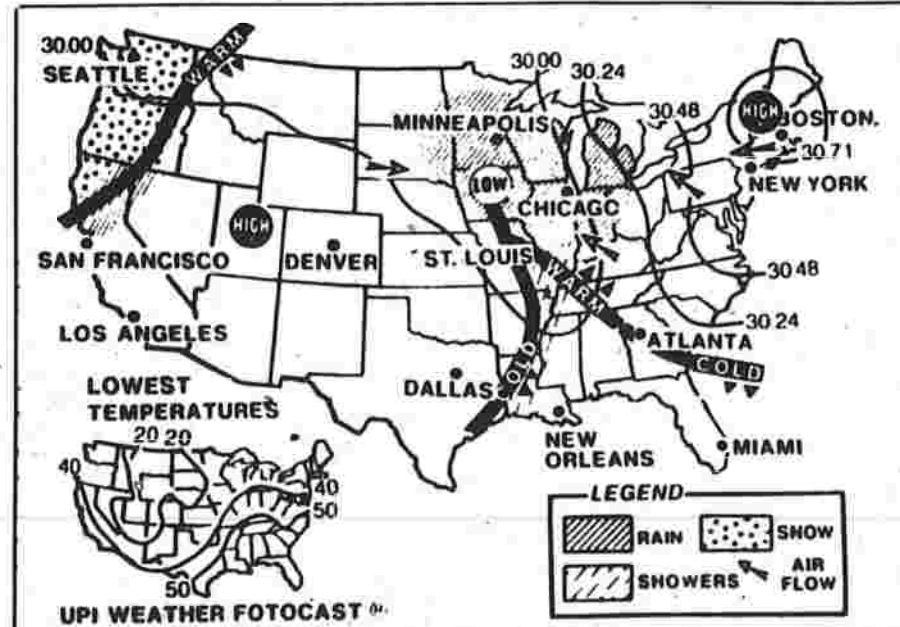 30.00
SEATTLE
WARM
30.00
30.24
30.48
MINNEAPOLIS
HIGH
BOSTON.
30.71
NEW YORK
LOW
CHICAGO
HIGH
SAN FRANCISCO
DENVER
ST. LOUIS
WARM
30.48
30.24
LOS ANGELES
ATLANTA
COLD
DALLAS
COLD
LOWEST
TEMPERATURES
20 20
40
40
50
50
NEW
ORLEANS
MIAMI
LEGEND
RAIN
SNOW
SHOWERS
AIR
FLOW
UPI WEATHER FOTOCAST ®